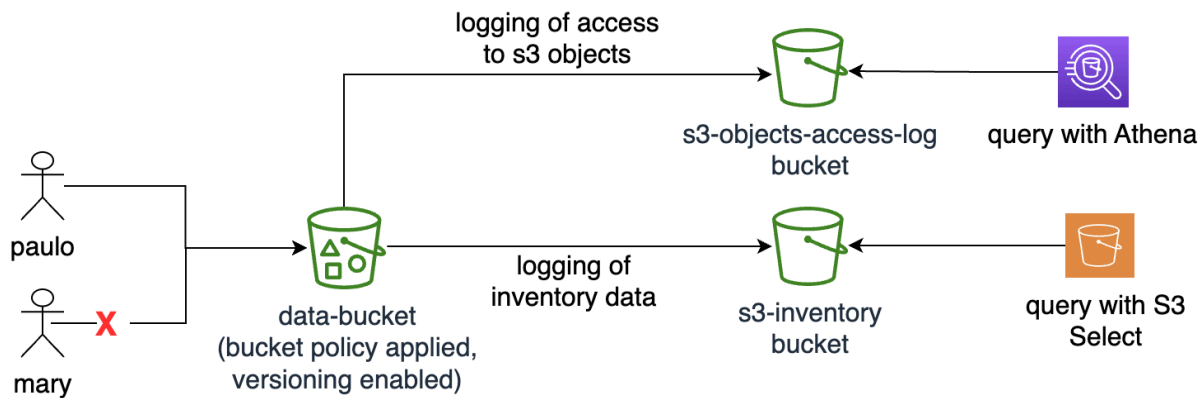 logging of access
to s3 objects
s3-objects-access-log
bucket
query with Athena
paulo
X
mary
data-bucket
(bucket policy applied,
versioning enabled)
logging of
inventory data
s3-inventory
bucket
query with S3
Select